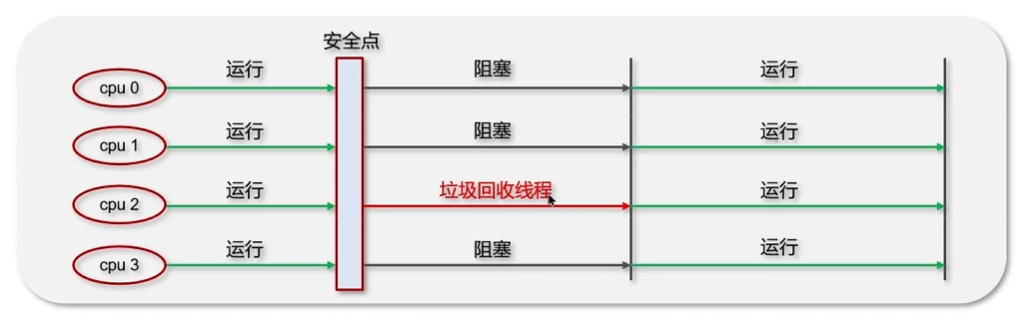 安全点
cpu 0 运行 阻塞 运行
cpu 1 运行 阻塞 运行
cpu 2 运行 垃圾回收线程 运行
cpu 3 运行 阻塞 运行